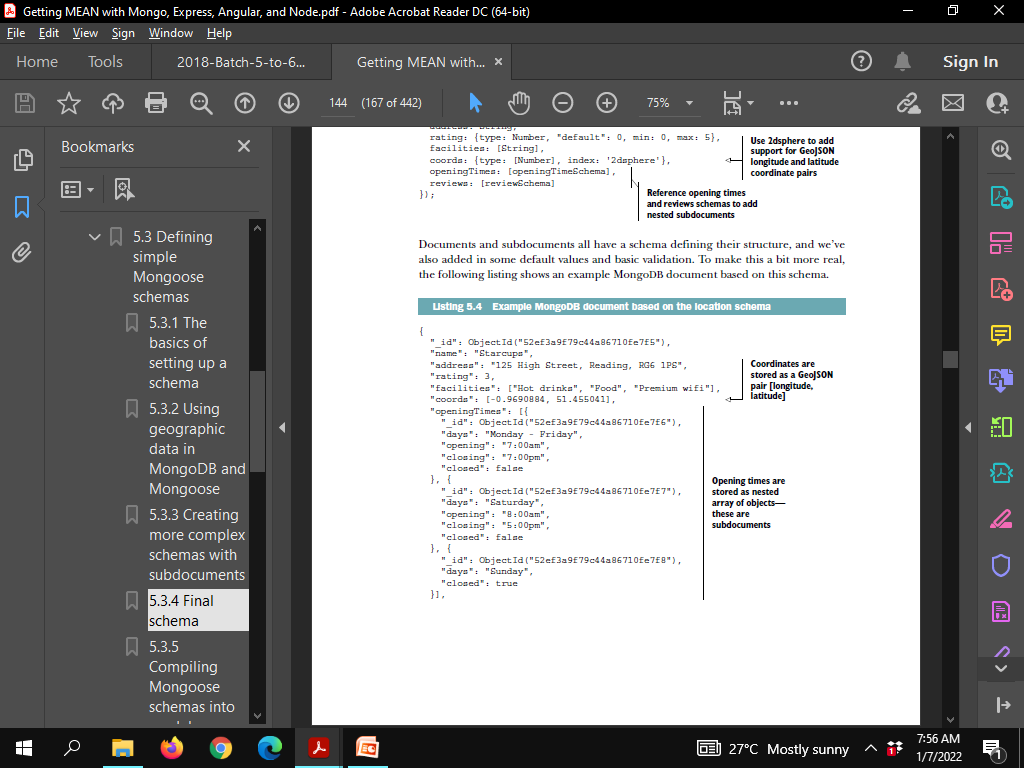 Getting MEAN with Mongo, Express, Angular, and Node.pdf - Adobe Acrobat Reader DC (64-bit)
File Edit View Sign Window Help
Home Tools 2018-Batch-5-to-6... Getting MEAN with... × Sign In
144 (167 of 442) 75%
Bookmarks
5.3 Defining
simple
Mongoose
schemas
5.3.1 The
basics of
setting up a
schema
5.3.2 Using
geographic
data in
MongoDB and
Mongoose
5.3.3 Creating
more complex
schemas with
subdocuments
5.3.4 Final
schema
5.3.5
Compiling
Mongoose
schemas into
address: String,
rating: {type: Number, "default": 0, min: 0, max: 5},
facilities: [String],
coords: {type: [Number], index: '2dsphere'},
openingTimes: [openingTimeSchema],
reviews: [reviewSchema]
});
Use 2dsphere to add
support for GeoJSON
longitude and latitude
coordinate pairs
Reference opening times
and reviews schemas to add
nested subdocuments
Documents and subdocuments all have a schema defining their structure, and we've
also added in some default values and basic validation. To make this a bit more real,
the following listing shows an example MongoDB document based on this schema.
Listing 5.4 Example MongoDB document based on the location schema
{
"_id": ObjectId("52ef3a9f79c44a86710fe7f5"),
"name": "Starcups",
"address": "125 High Street, Reading, RG6 1PS",
"rating": 3,
"facilities": ["Hot drinks", "Food", "Premium wifi"],
"coords": [-0.9690884, 51.455041],
"openingTimes": [{
"_id": ObjectId("52ef3a9f79c44a86710fe7f6"),
"days": "Monday - Friday",
"opening": "7:00am",
"closing": "7:00pm",
"closed": false
}, {
"_id": ObjectId("52ef3a9f79c44a86710fe7f7"),
"days": "Saturday",
"opening": "8:00am",
"closing": "5:00pm",
"closed": false
}, {
"_id": ObjectId("52ef3a9f79c44a86710fe7f8"),
"days": "Sunday",
"closed": true
}],
Coordinates are
stored as a GeoJSON
pair [longitude,
latitude]
Opening times are
stored as nested
array of objects—
these are
subdocuments
27°C Mostly sunny
7:56 AM
1/7/2022
1